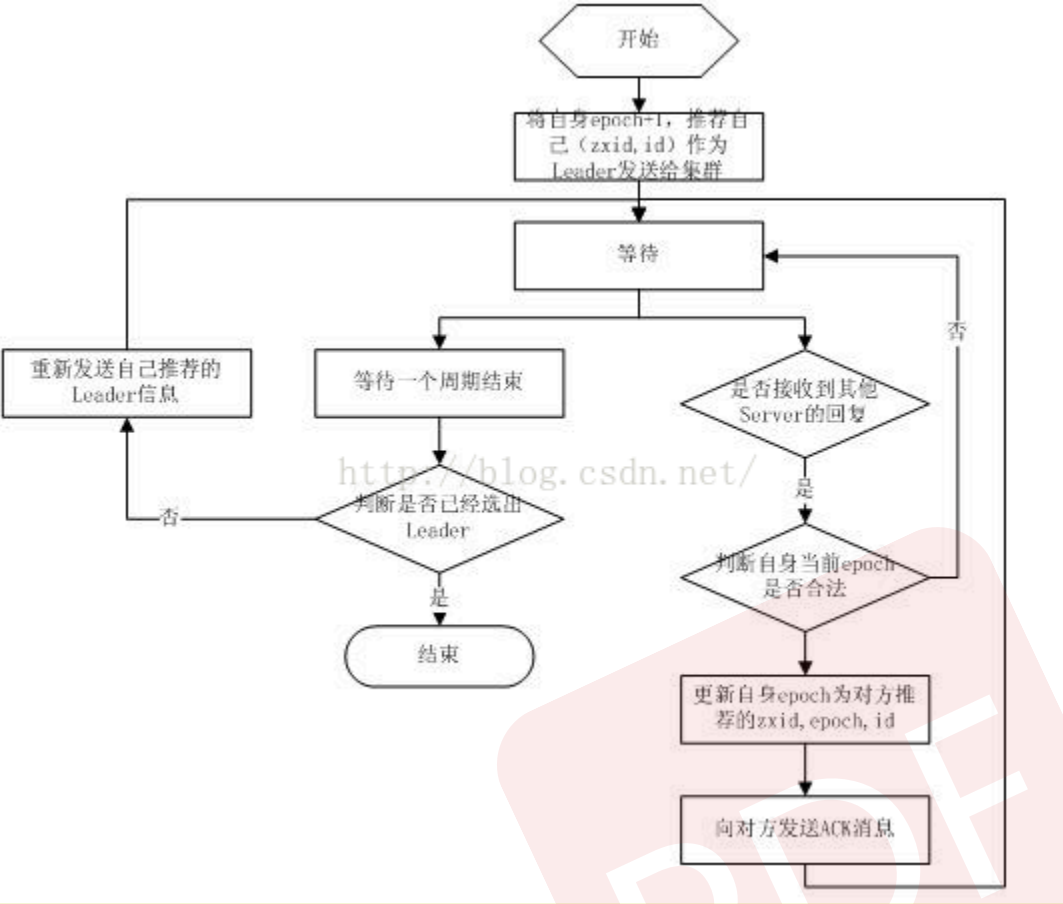 开始
将自身epoch+1，推荐自
己（zxid,id）作为
Leader发送给集群
等待
否
重新发送自己推荐的
Leader信息
等待一个周期结束
是否接收到其他
Server的回复
http://blog.csdn.net/
是
判断是否已经选出
Leader
否
判断自身当前epoch
是否合法
是
结束
更新自身epoch为对方推
荐的zxid,epoch,id
向对方发送ACK消息
PDF